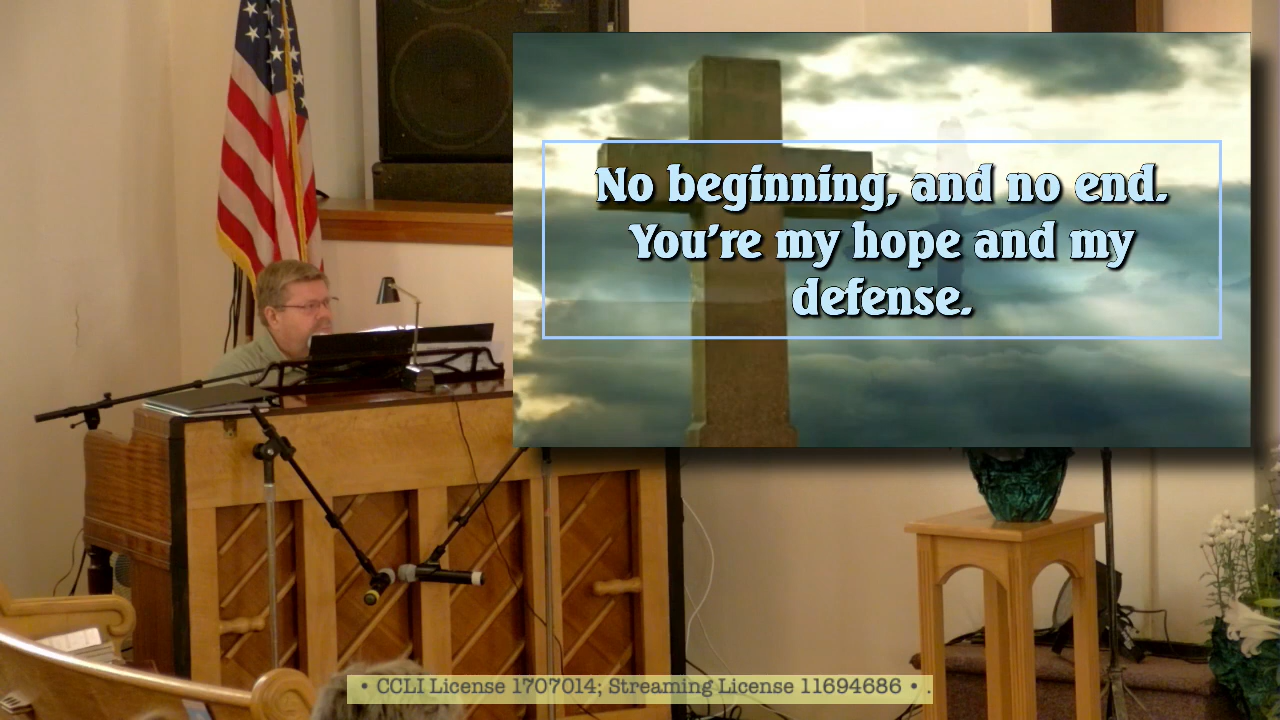 No beginning, and no end.
You're my hope and my
defense.
• CCLI License 1707014; Streaming License 11694686 • .